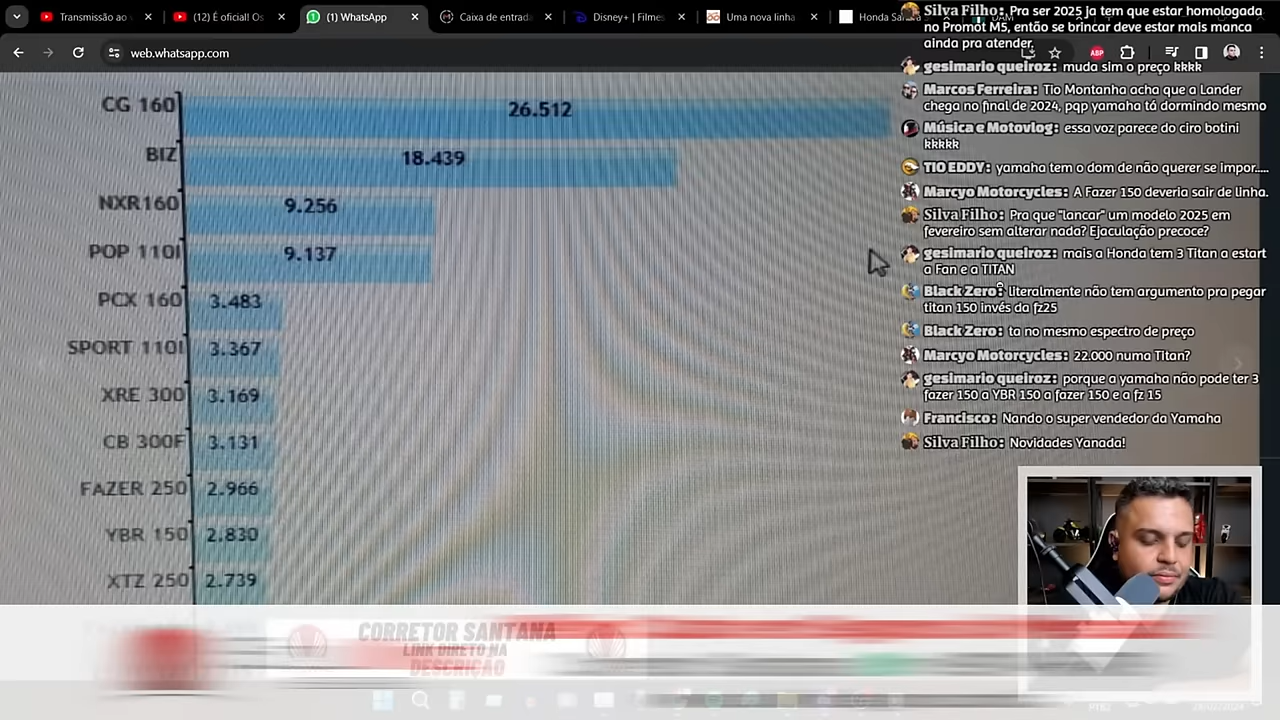 Transmissão ao v
(12) É oficial! Os
(1) WhatsApp
Caixa de entrad
Disney+ | Filmes
Uma nova linha
Honda Sa
web.whatsapp.com
ABP
CG 160
26.512
BIZ
18.439
NXR160
9.256
POP 110I
9.137
PCX 160
3.483
SPORT 110I
3.367
XRE 300
3.169
CB 300F
3.131
FAZER 250
2.966
YBR 150
2.830
XTZ 250
2.739
Silva Filho: Pra ser 2025 ja tem que estar homologada
no Promot M5, então se brincar deve estar mais manca
ainda pra atender.
gesimario queiroz: muda sim o preço kkkk
Marcos Ferreira: Tio Montanha acha que a Lander
chega no final de 2024, pqp yamaha tá dormindo mesmo
Música e Motovlog: essa voz parece do ciro botini
kkkkk
TIO EDDY: yamaha tem o dom de não querer se impor.....
Marcyo Motorcycles: A Fazer 150 deveria sair de linha.
Silva Filho: Pra que "lancar" um modelo 2025 em
fevereiro sem alterar nada? Ejaculação precoce?
gesimario queiroz: mais a Honda tem 3 Titan a estart
a Fan e a TITAN
Black Zero: literalmente não tem argumento pra pegar
titan 150 invés da fz25
Black Zero: ta no mesmo espectro de preço
Marcyo Motorcycles: 22.000 numa Titan?
gesimario queiroz: porque a yamaha não pode ter 3
fazer 150 a YBR 150 a fazer 150 e a fz 15
Francisco: Nando o super vendedor da Yamaha
Silva Filho: Novidades Yanada!
CORRETOR SANTANA
LINK DIRETO NA
DESCRIÇÃO